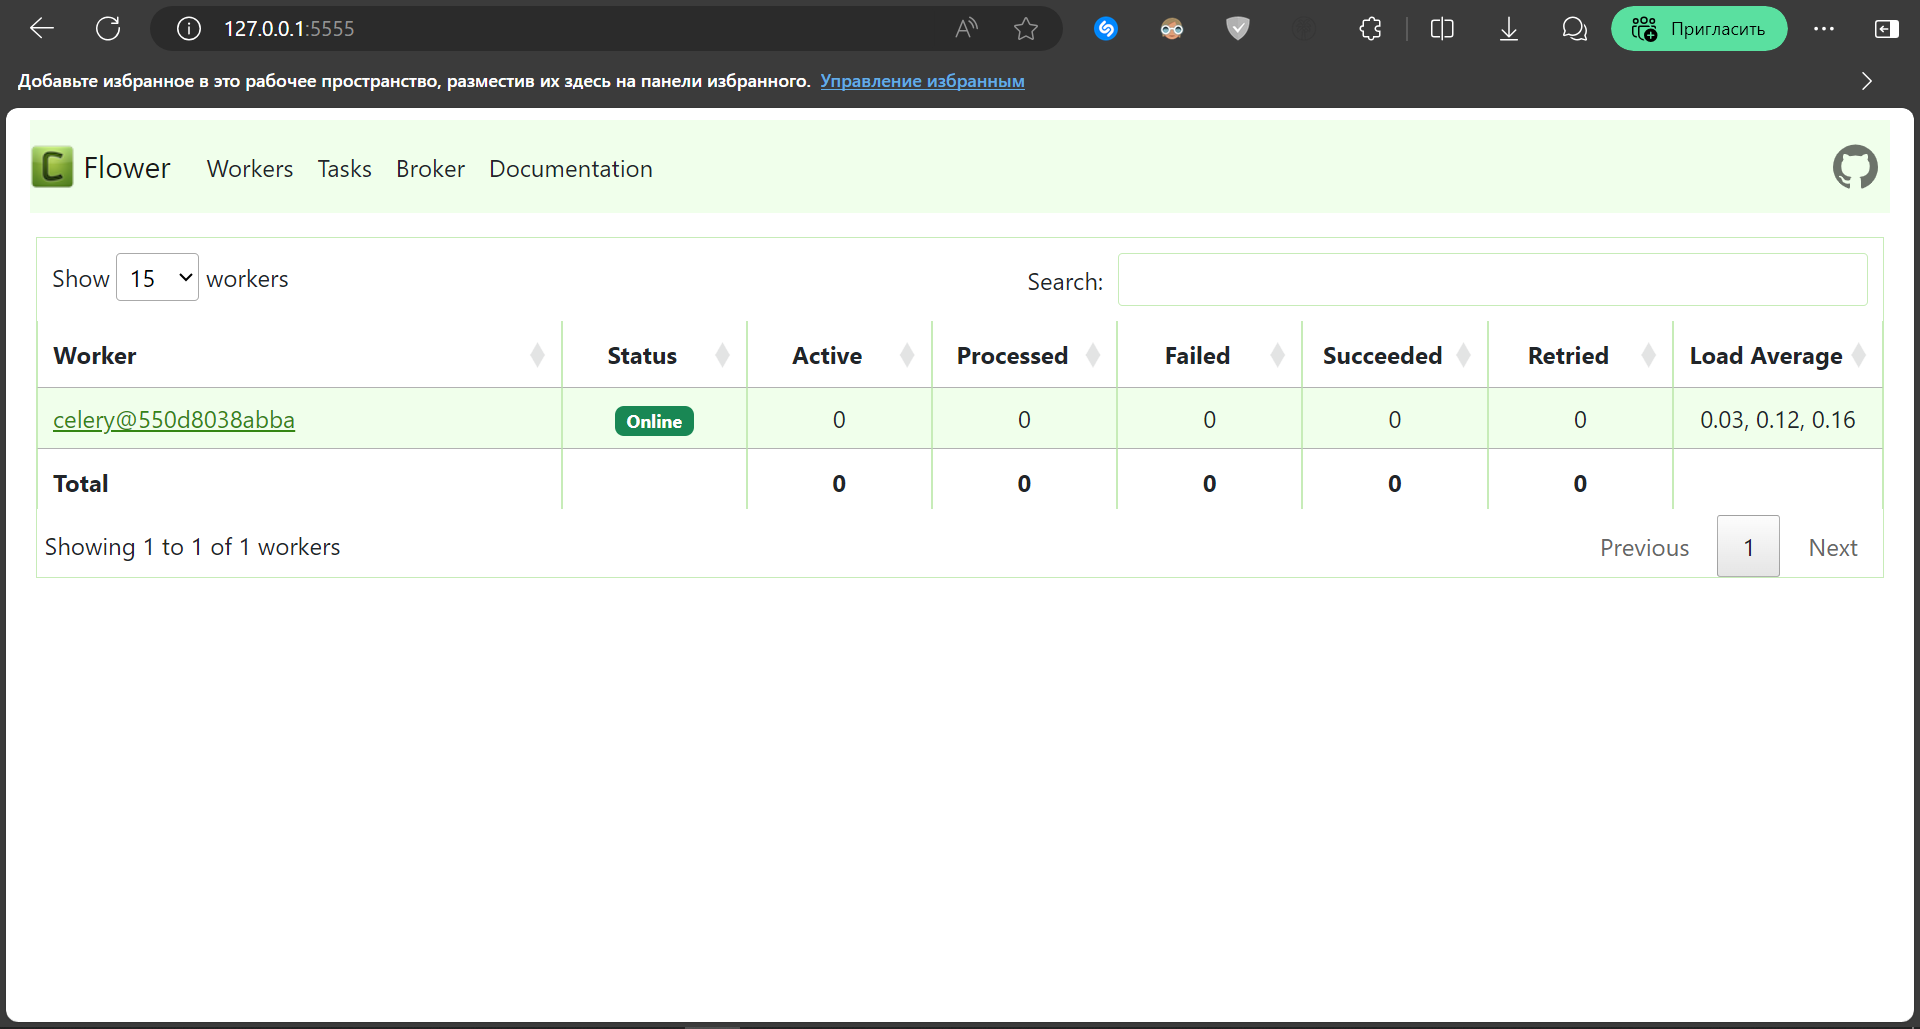 127.0.0.1:5555
Пригласить
Добавьте избранное в это рабочее пространство, разместив их здесь на панели избранного. Управление избранным
C Flower Workers Tasks Broker Documentation
Show 15 workers Search:
Worker Status Active Processed Failed Succeeded Retried Load Average
celery@550d8038abba Online 0 0 0 0 0 0.03, 0.12, 0.16
Total 0 0 0 0 0
Showing 1 to 1 of 1 workers Previous 1 Next